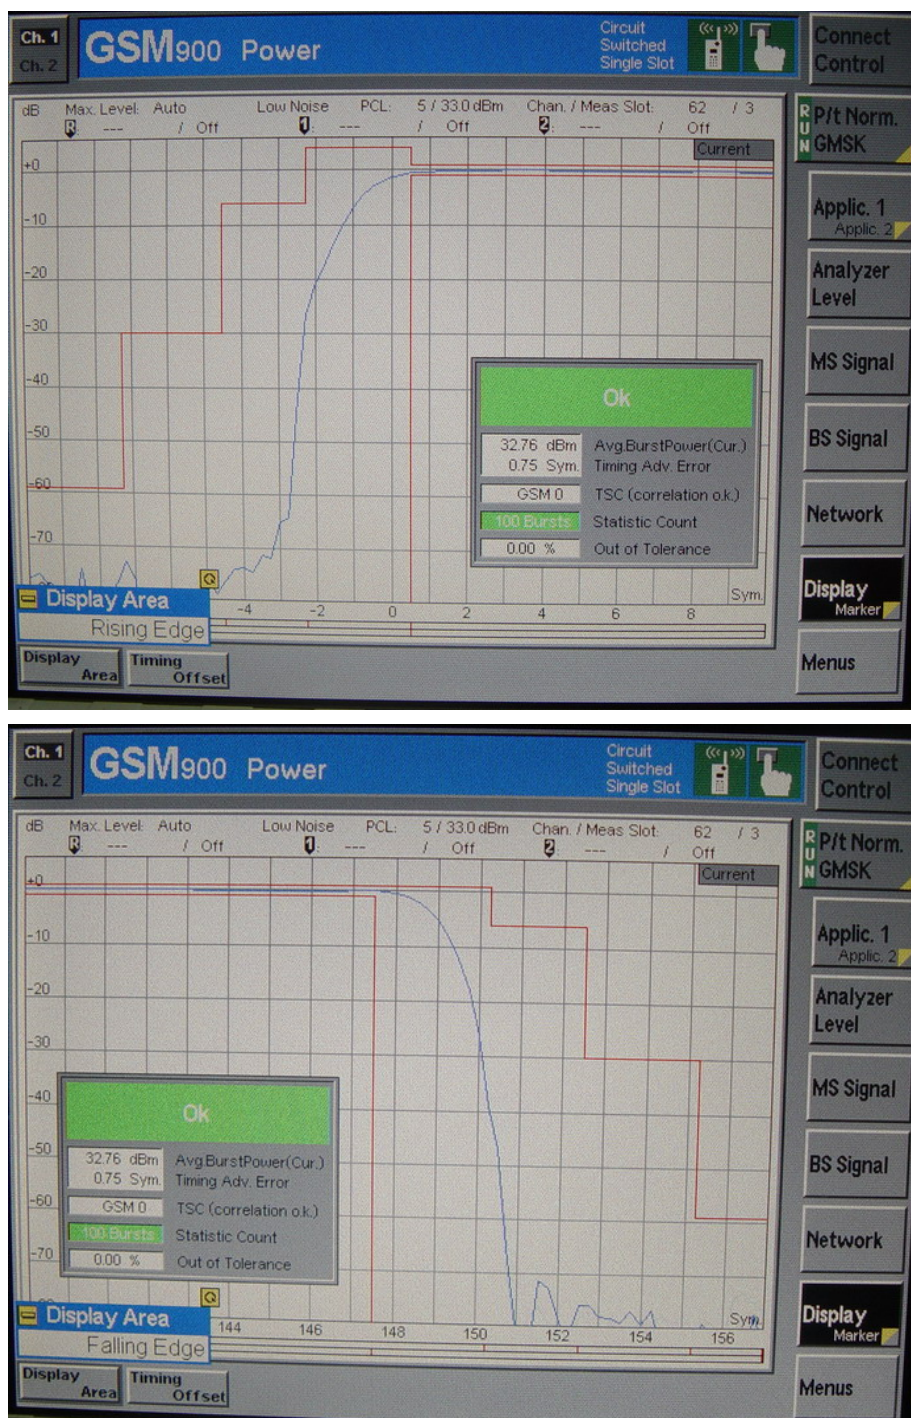 Ch. 1
Ch. 2
GSM900 Power
Circuit
Switched
Single Slot
Connect
Control
dB Max. Level: Auto Low Noise PCL: 5 / 33.0 dBm Chan. / Meas Slot: 62 / 3
R --- / Off 1: --- / Off 2: --- / Off
RUN
P/t Norm.
GMSK
Current
+0
-10
-20
-30
-40
-50
-60
-70
Applic. 1
Applic. 2
Analyzer
Level
MS Signal
BS Signal
Network
Display
Marker
Menus
Ok
32.76 dBm Avg.BurstPower(Cur.)
0.75 Sym. Timing Adv. Error
GSM 0 TSC (correlation o.k.)
100 Bursts Statistic Count
0.00 % Out of Tolerance
Display Area
Rising Edge
-4 -2 0 2 4 6 8 Sym.
Display
Area
Timing
Offset
Ch. 1
Ch. 2
GSM900 Power
Circuit
Switched
Single Slot
Connect
Control
dB Max. Level: Auto Low Noise PCL: 5 / 33.0 dBm Chan. / Meas Slot: 62 / 3
R --- / Off 1: --- / Off 2: --- / Off
RUN
P/t Norm.
GMSK
Current
+0
-10
-20
-30
-40
-50
-60
-70
Applic. 1
Applic. 2
Analyzer
Level
MS Signal
BS Signal
Network
Display
Marker
Menus
Ok
32.76 dBm Avg.BurstPower(Cur.)
0.75 Sym. Timing Adv. Error
GSM 0 TSC (correlation o.k.)
100 Bursts Statistic Count
0.00 % Out of Tolerance
Display Area
Falling Edge
144 146 148 150 152 154 156 Sym.
Display
Area
Timing
Offset